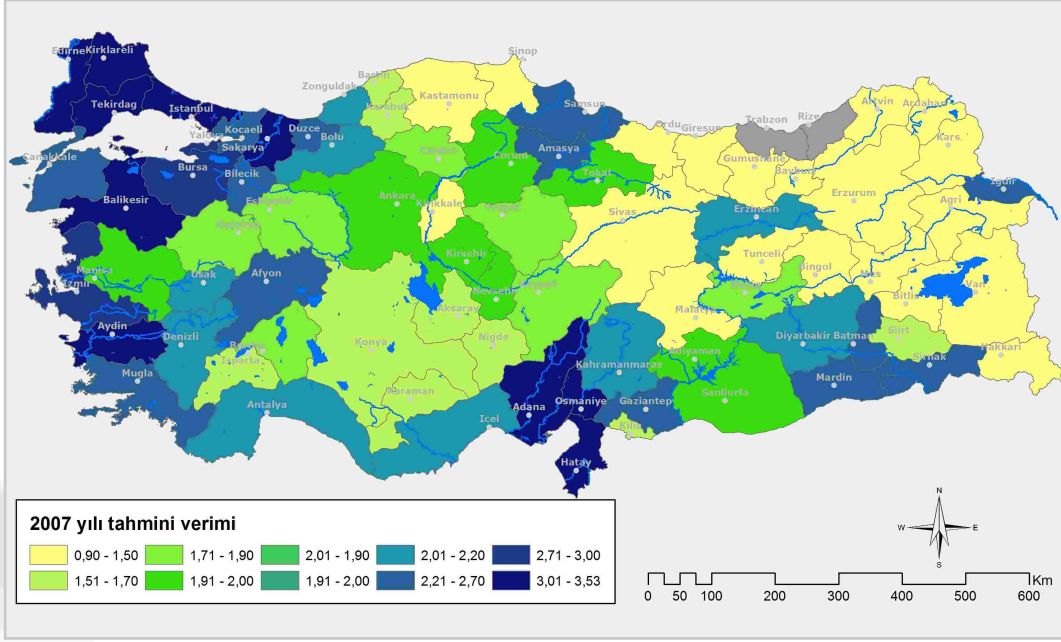 Sinop
Edirne Kirklareli
Bartin
Zonguldak
Kastamonu
Samsun
Artvin Ardahan
Tekirdag
Istanbul
Karabuk
Ordu Giresun
Trabzon
Rize
Kocaeli
Duzce
Yalova
Bolu
Sakarya
Kars
Canakkale
Corum
Amasya
Gumushane
Bursa
Bilecik
Tokat
Bayburt
Igdir
Balikesir
Ankara
Erzurum
Agri
Sivas
Erzincan
Kirsehir
Tunceli
Manisa
Usak
Afyon
Bingol
Mus
Van
Izmir
Bitlis
Aksaray
Malatya
Siirt
Aydin
Denizli
Konya
Nigde
Diyarbakir Batman
Hakkari
Isparta
Adiyaman
Sirnak
Kahramanmaras
Mugla
Karaman
Mardin
Antalya
Icel
Adana
Osmaniye
Gaziantep
Sanliurfa
Hatay
2007 yılı tahmini verimi
0,90 - 1,50 1,71 - 1,90 2,01 - 1,90 2,01 - 2,20 2,71 - 3,00
1,51 - 1,70 1,91 - 2,00 1,91 - 2,00 2,21 - 2,70 3,01 - 3,53
N
W E
S
Km
0 50 100 200 300 400 500 600